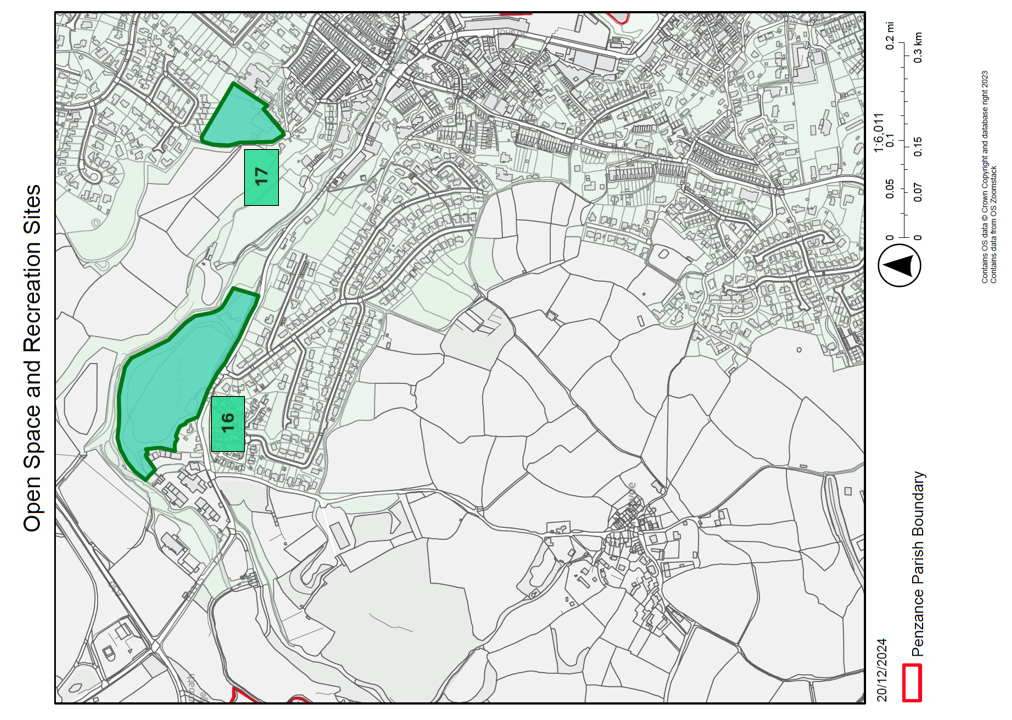 Open Space and Recreation Sites
17
16
20/12/2024
Penzance Parish Boundary
1:6,011
0 0.05 0.1 0.2 mi
0 0.07 0.15 0.3 km
Contains OS data © Crown Copyright and database right 2023
Contains data from OS Zoomstack